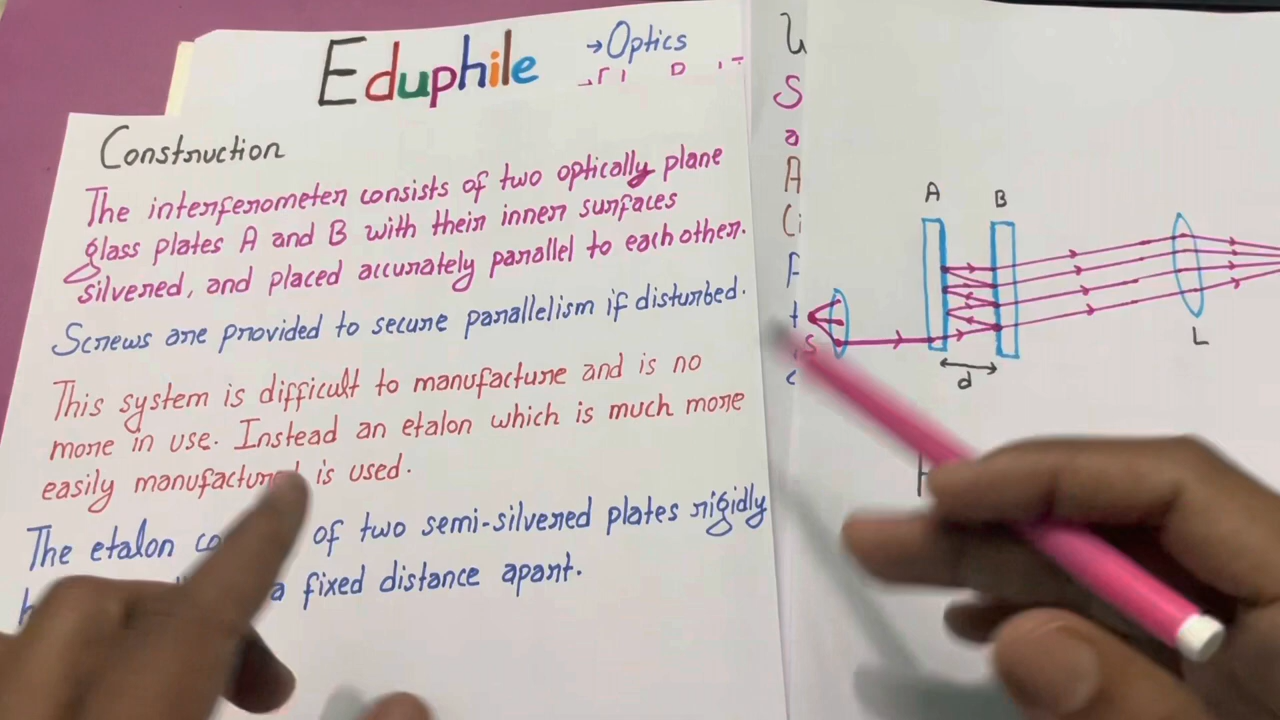 Eduphile
→Optics
Construction
The interferometer consists of two optically plane
glass plates A and B with their inner surfaces
silvered, and placed accurately parallel to each other.
Screws are provided to secure parallelism if disturbed.
This system is difficult to manufacture and is no
more in use. Instead an etalon which is much more
easily manufactured is used.
The etalon of two semi-silvered plates rigidly
a fixed distance apart.
A B
S
L
d